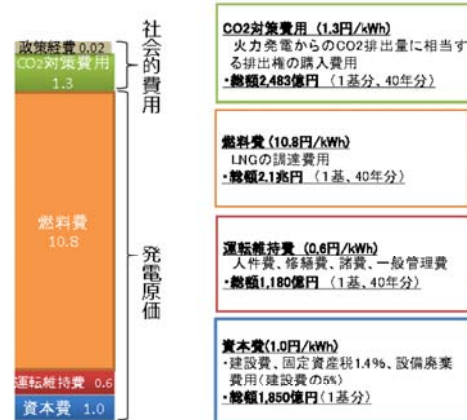 政策経費 0.02
CO2対策費用
1.3
燃料費
10.8
運転維持費 0.6
資本費 1.0
社会的費用
発電原価
CO2対策費用（1.3円/kWh）
火力発電からのCO2排出量に相当す
る排出権の購入費用
・総額2,483億円（1基分、40年分）
燃料費（10.8円/kWh）
LNGの調達費用
・総額2.1兆円（1基、40年分）
運転維持費（0.6円/kWh）
人件費、修繕費、諸費、一般管理費
・総額1,180億円（1基、40年分）
資本費(1.0円/kWh)
・建設費、固定資産税1.4%、設備廃棄
費用（建設費の5%）
・総額1,850億円（1基分）